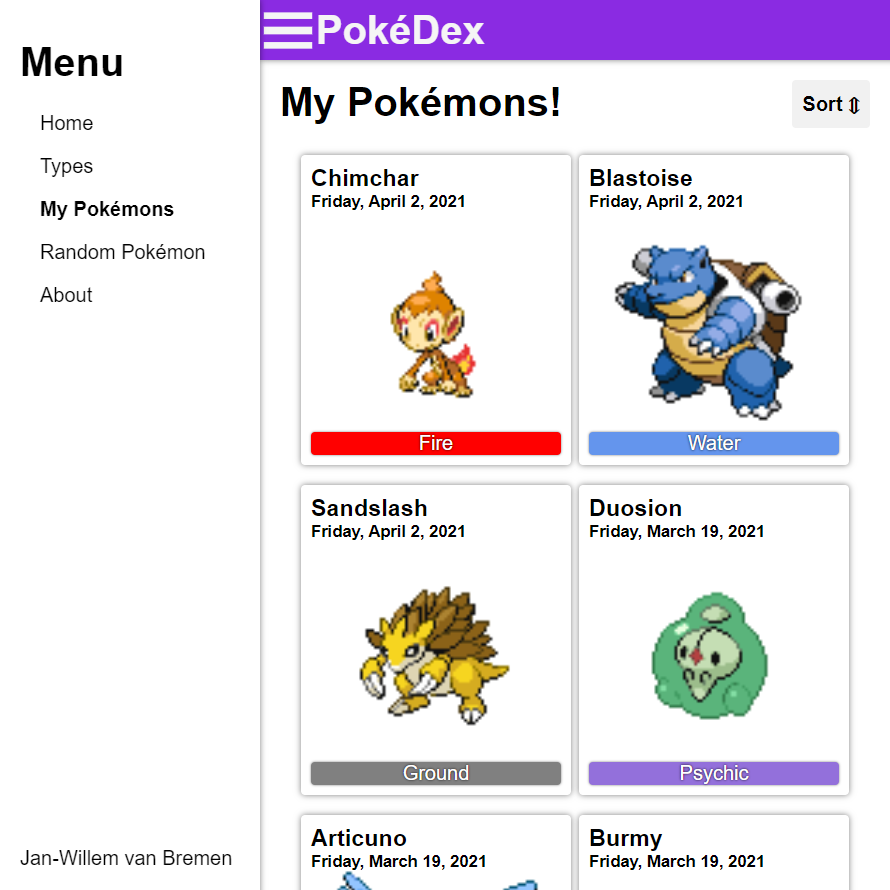 Menu
Home
Types
My Pokémons
Random Pokémon
About
Jan-Willem van Bremen
PokéDex
My Pokémons!
Sort ⇕
Chimchar
Friday, April 2, 2021
Fire
Blastoise
Friday, April 2, 2021
Water
Sandslash
Friday, April 2, 2021
Ground
Duosion
Friday, March 19, 2021
Psychic
Articuno
Friday, March 19, 2021
Burmy
Friday, March 19, 2021